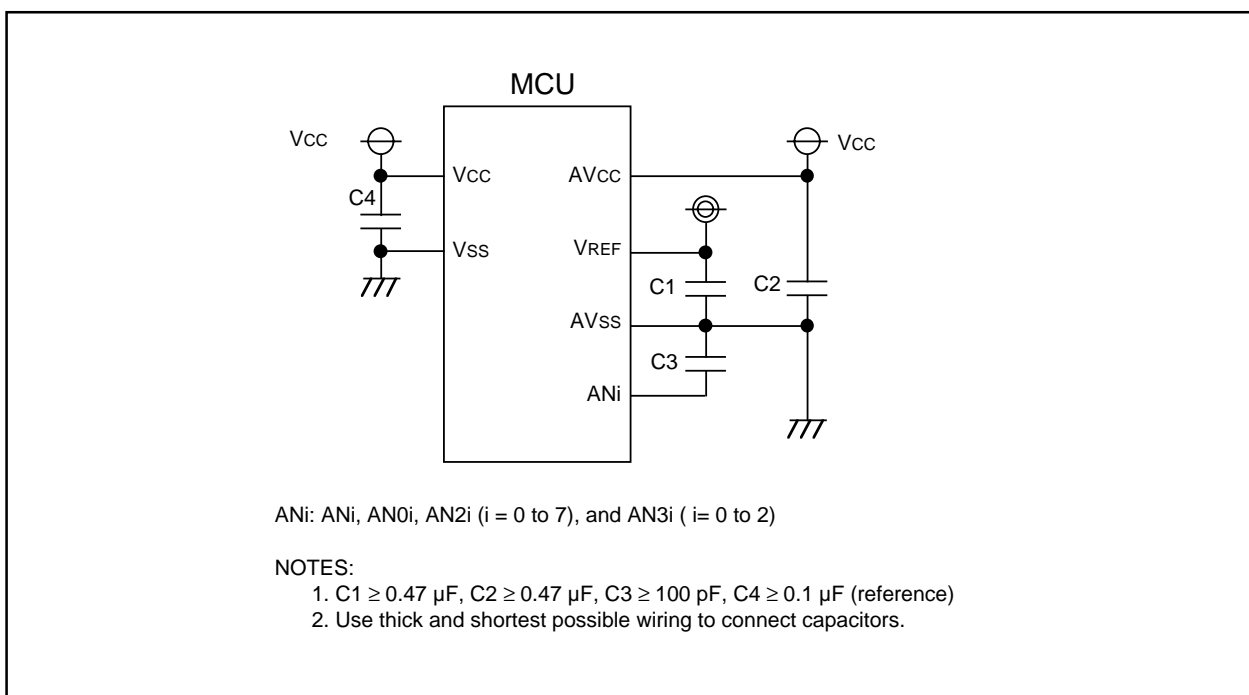 MCU
VCC
VCC
C4
VSS
AVCC
VCC
VREF
C1
C2
AVSS
C3
ANi
ANi: ANi, AN0i, AN2i (i = 0 to 7), and AN3i ( i= 0 to 2)
NOTES:
1. C1 ≥ 0.47 µF, C2 ≥ 0.47 µF, C3 ≥ 100 pF, C4 ≥ 0.1 µF (reference)
2. Use thick and shortest possible wiring to connect capacitors.